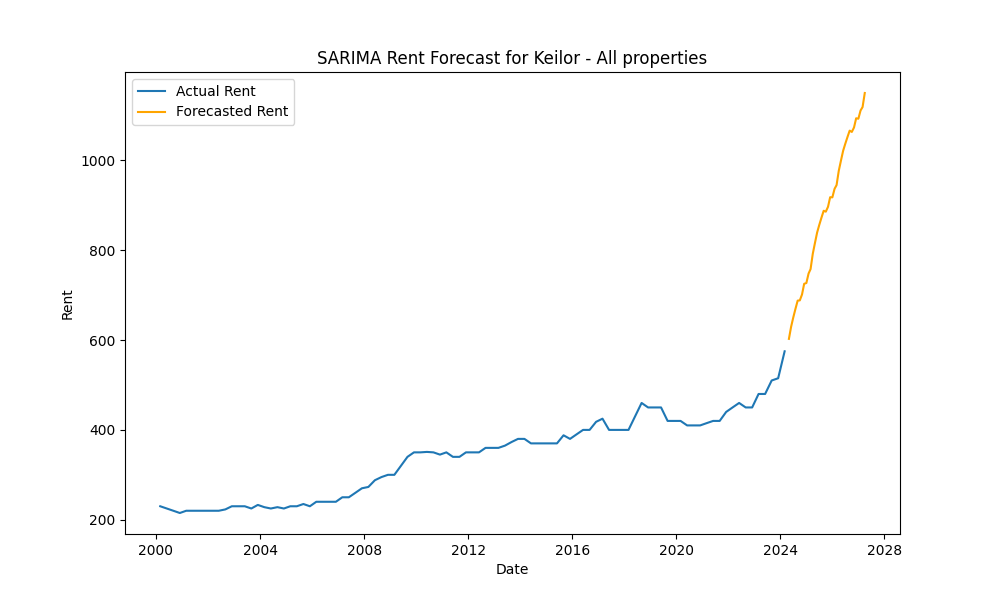 SARIMA Rent Forecast for Keilor - All properties
Actual Rent
Forecasted Rent
1000
800
600
400
200
Rent
2000 2004 2008 2012 2016 2020 2024 2028
Date